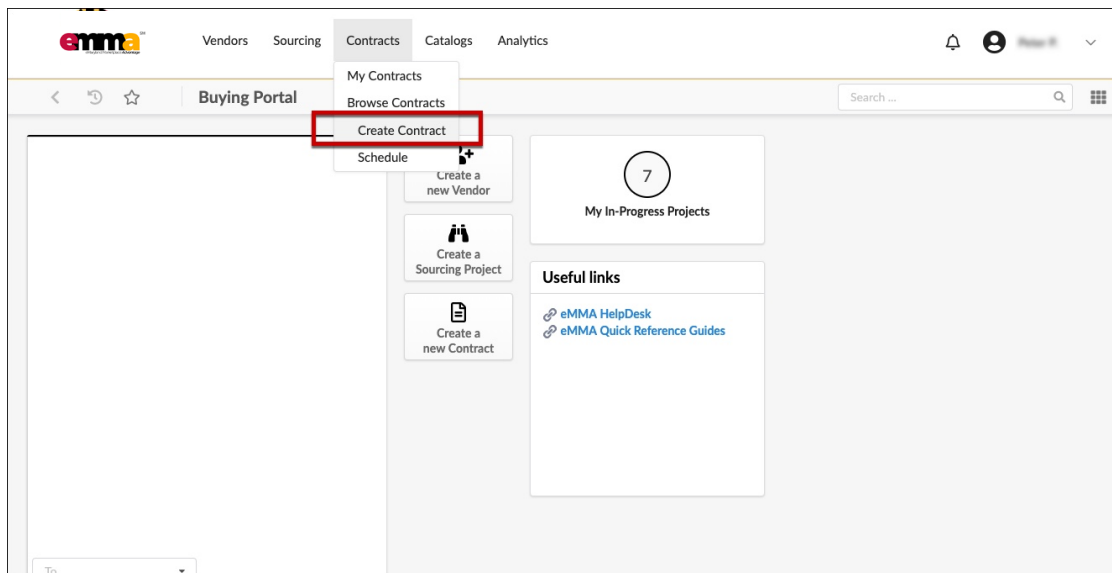 emma
Vendors Sourcing Contracts Catalogs Analytics
My Contracts
Browse Contracts
Create Contract
Schedule
Buying Portal
Search ...
Create a
new Vendor
Create a
Sourcing Project
Create a
new Contract
7
My In-Progress Projects
Useful links
eMMA HelpDesk
eMMA Quick Reference Guides
To